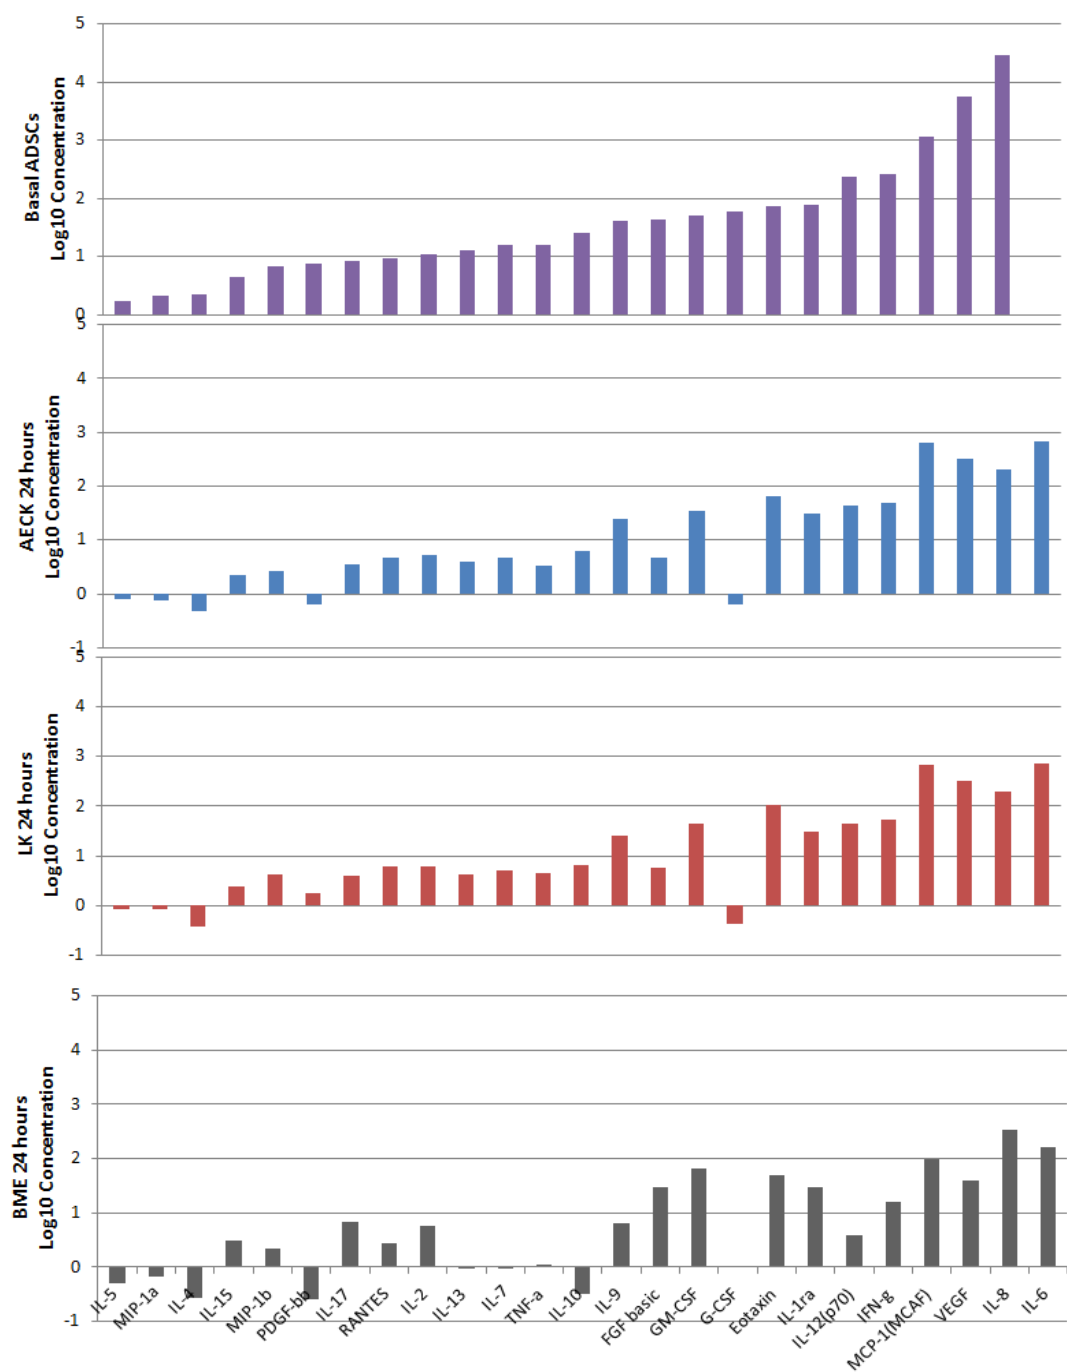 Basal ADSCs
Log10 Concentration
5
4
3
2
1
0
AECK 24 hours
Log10 Concentration
5
4
3
2
1
0
-1
LK 24 hours
Log10 Concentration
5
4
3
2
1
0
-1
BME 24 hours
Log10 Concentration
5
4
3
2
1
0
-1
IL-5
MIP-1a
IL-4
IL-15
MIP-1b
PDGF-bb
IL-17
RANTES
IL-2
IL-13
IL-7
TNF-a
IL-10
IL-9
FGF basic
GM-CSF
G-CSF
Eotaxin
IL-1ra
IL-12(p70)
IFN-g
MCP-1(MCAF)
VEGF
IL-8
IL-6